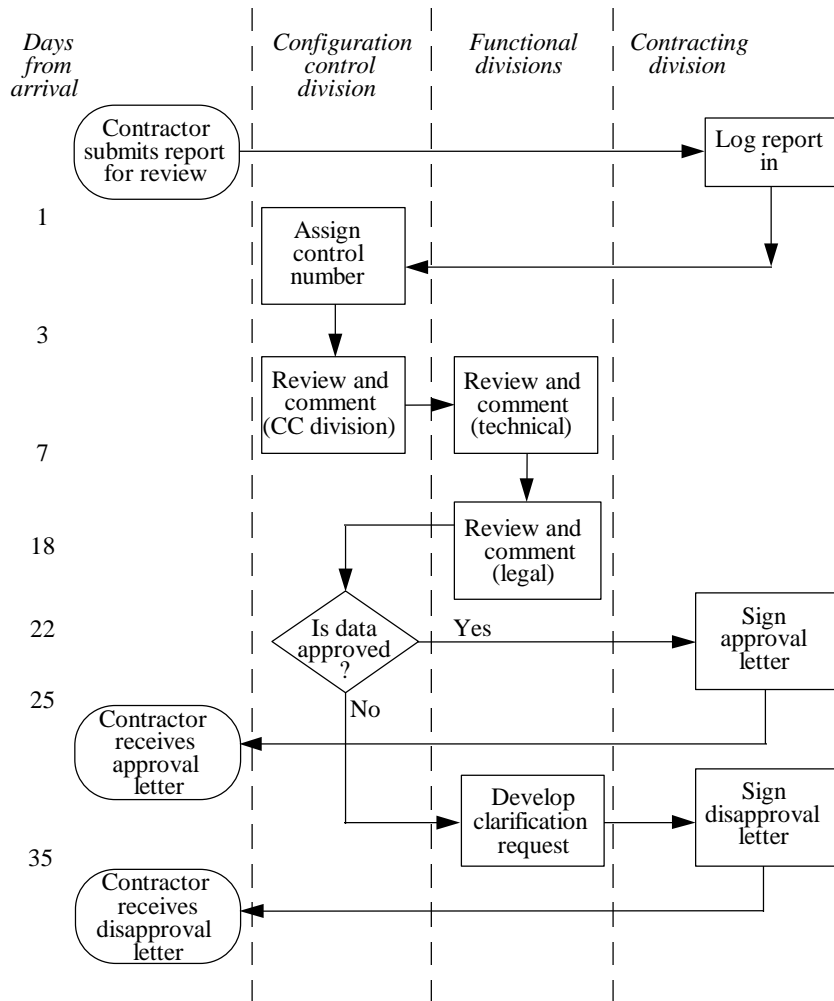 Days
from
arrival
Configuration
control
division
Functional
divisions
Contracting
division
Contractor
submits report
for review
Log report
in
1
Assign
control
number
3
Review and
comment
(CC division)
Review and
comment
(technical)
7
Review and
comment
(legal)
18
22
Is data
approved
?
Yes
Sign
approval
letter
25
No
Contractor
receives
approval
letter
Develop
clarification
request
Sign
disapproval
letter
35
Contractor
receives
disapproval
letter